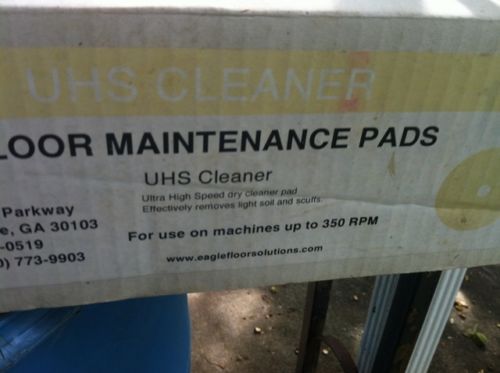 UHS CLEANER
LOOR MAINTENANCE PADS
UHS Cleaner
Ultra High Speed dry cleaner pad
Effectively removes light soil and scuffs
For use on machines up to 350 RPM
www.eaglefloorsolutions.com
Parkway
e, GA 30103
-0519
0) 773-9903